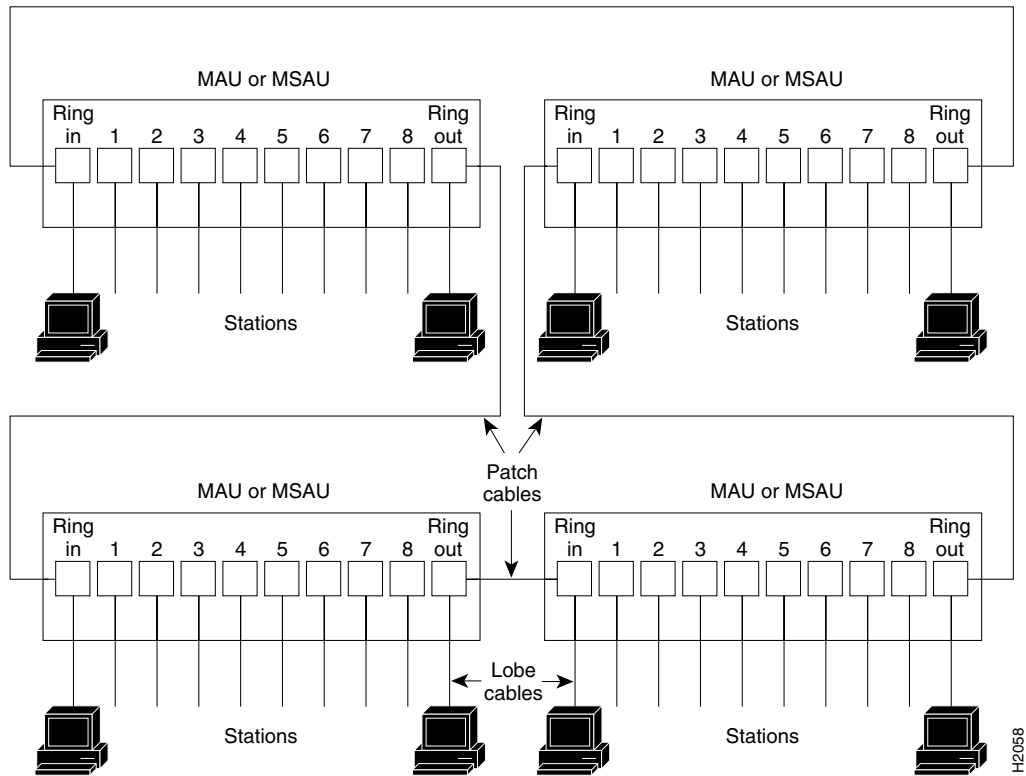 MAU or MSAU
Ring in 1 2 3 4 5 6 7 8 Ring out
Stations
MAU or MSAU
Ring in 1 2 3 4 5 6 7 8 Ring out
Stations
Patch
cables
MAU or MSAU
Ring in 1 2 3 4 5 6 7 8 Ring out
Stations
Lobe
cables
MAU or MSAU
Ring in 1 2 3 4 5 6 7 8 Ring out
Stations
H2058